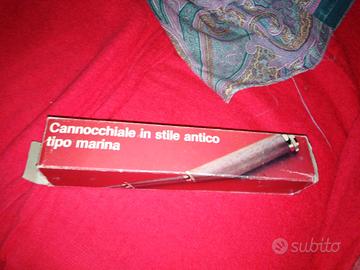 Cannocchiale in stile antico
tipo marina
subito